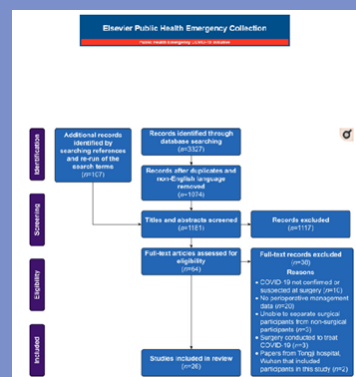 Elsevier Public Health Emergency Collection
Public Health Emergency COVID-19 Initiative
Identification
Additional records
identified by
searching references
and re-run of the
search terms
(n=107)
Records identified through
database searching
(n=3327)
Records after duplicates and
non-English language
removed
Screening
Titles and abstracts screened
(n=1181)
Records excluded
(n=1117)
Eligibility
Full-text articles assessed for
eligibility
(n=64)
Full-text records excluded
(n=38)
Reasons
• COVID-19 not confirmed or
suspected at surgery (n=10)
• No perioperative management
data (n=20)
• Unable to separate surgical
participants from non-surgical
participants (n=3)
• Surgery conducted to treat
COVID-19 (n=3)
• Papers from Tongji hospital,
Wuhan that included
participants in this study (n=2)
Included
Studies included in review
(n=26)